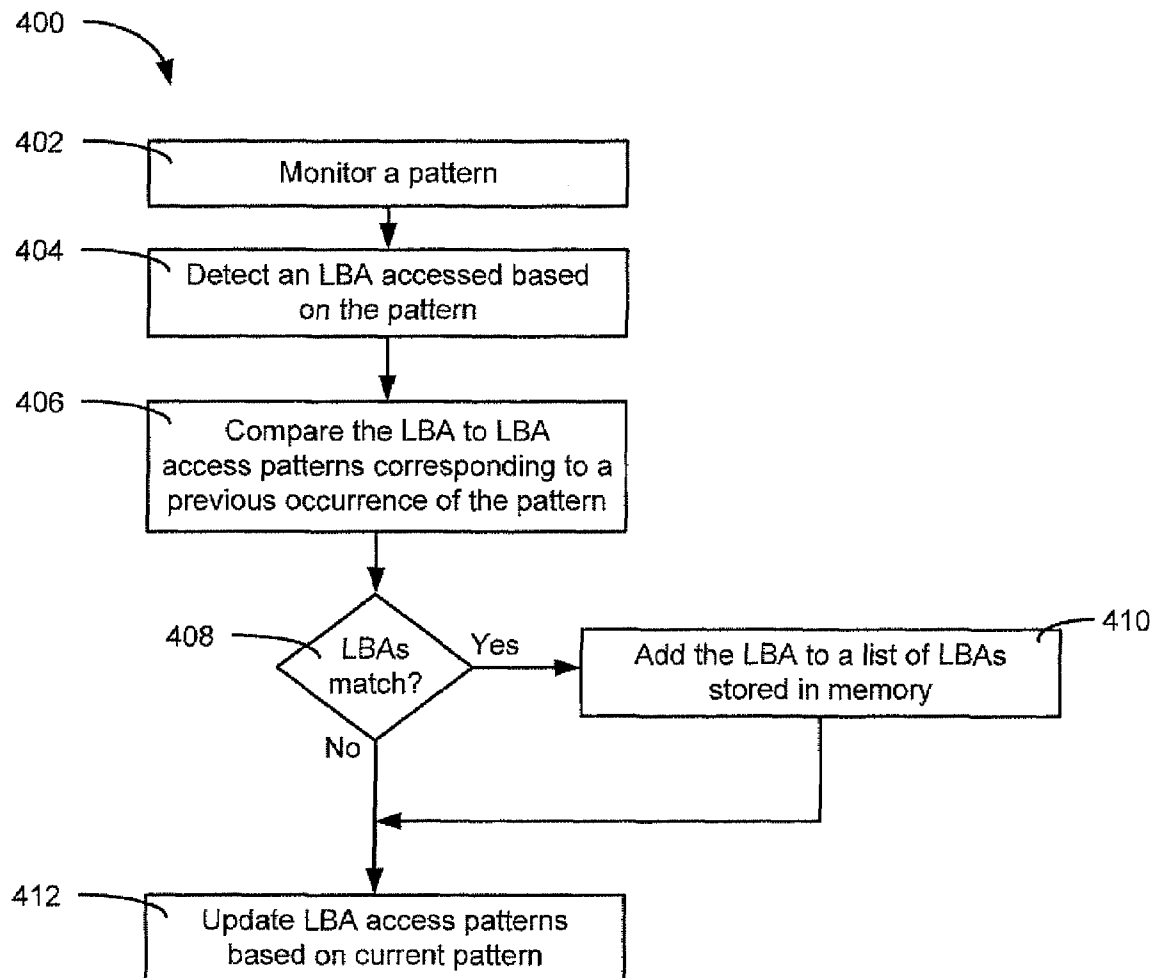 400
402
Monitor a pattern
404
Detect an LBA accessed based
on the pattern
406
Compare the LBA to LBA
access patterns corresponding to a
previous occurrence of the pattern
408
LBAs
match?
Yes
No
410
Add the LBA to a list of LBAs
stored in memory
412
Update LBA access patterns
based on current pattern